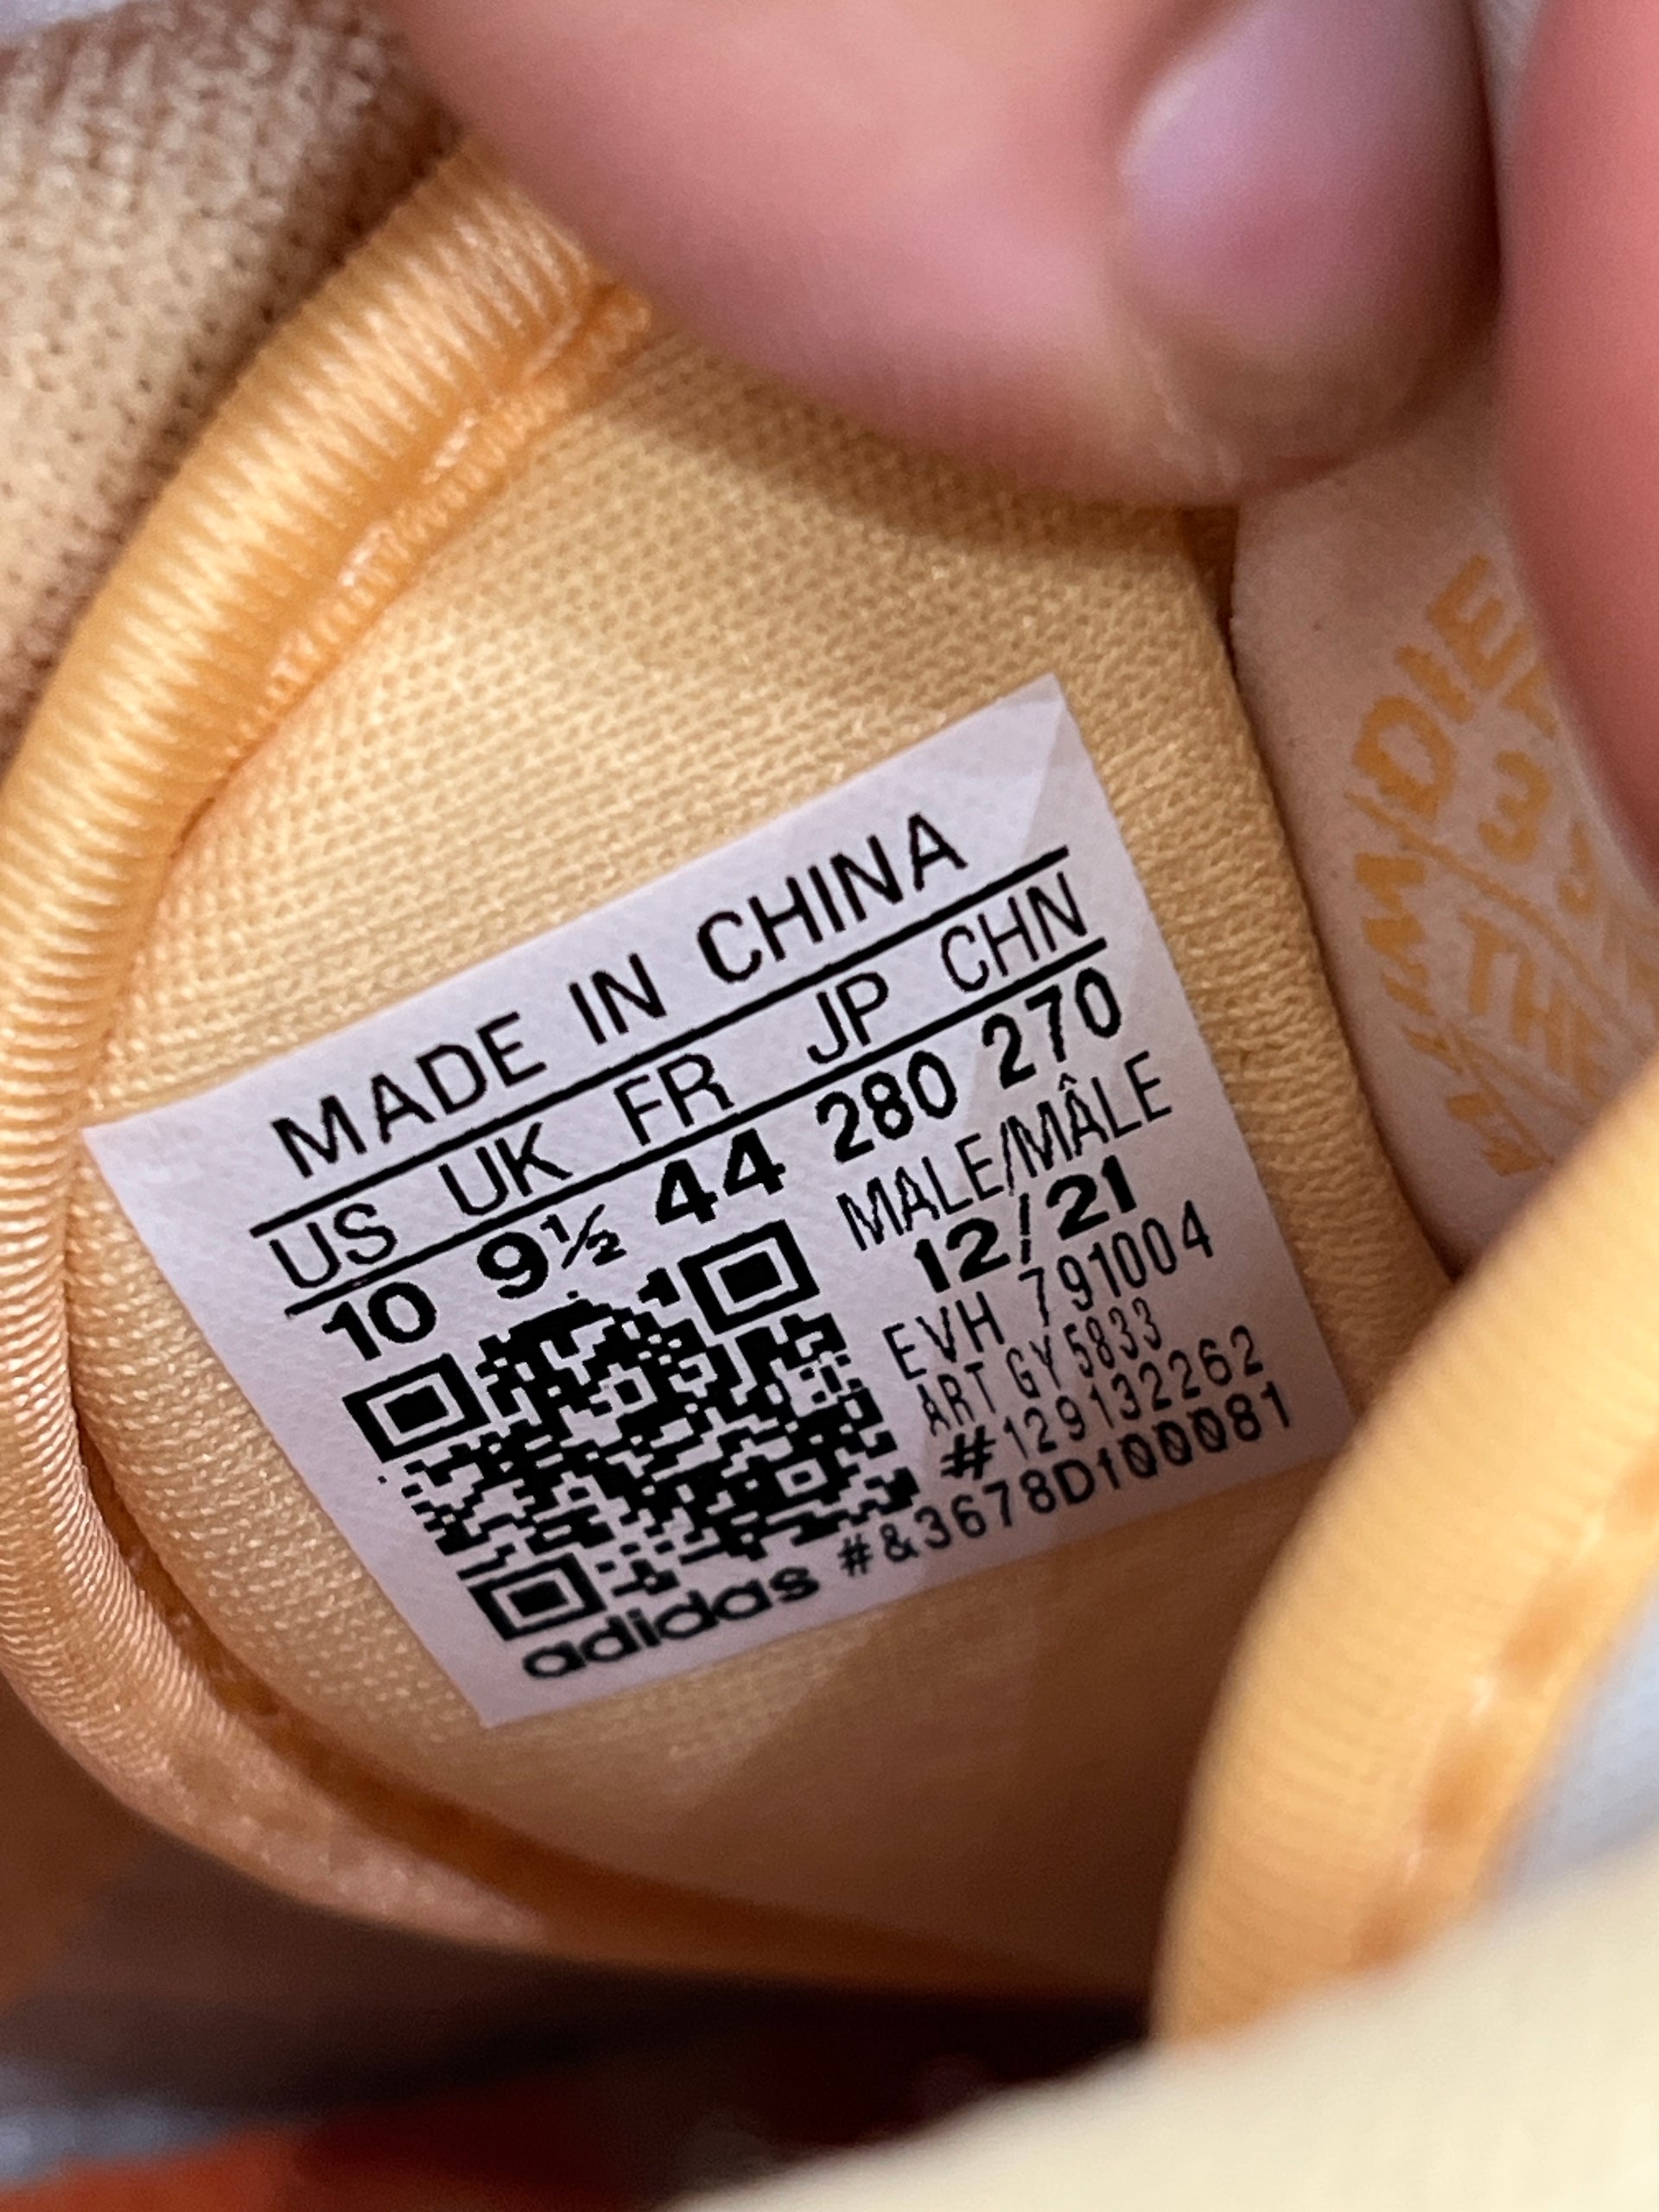 MADE IN CHINA
US UK FR JP CHN
10 9½ 44 280 270
MALE/MÂLE
12/21
EVH 791004
ART GY5833
#129132262
adidas #&3678D100081
THE